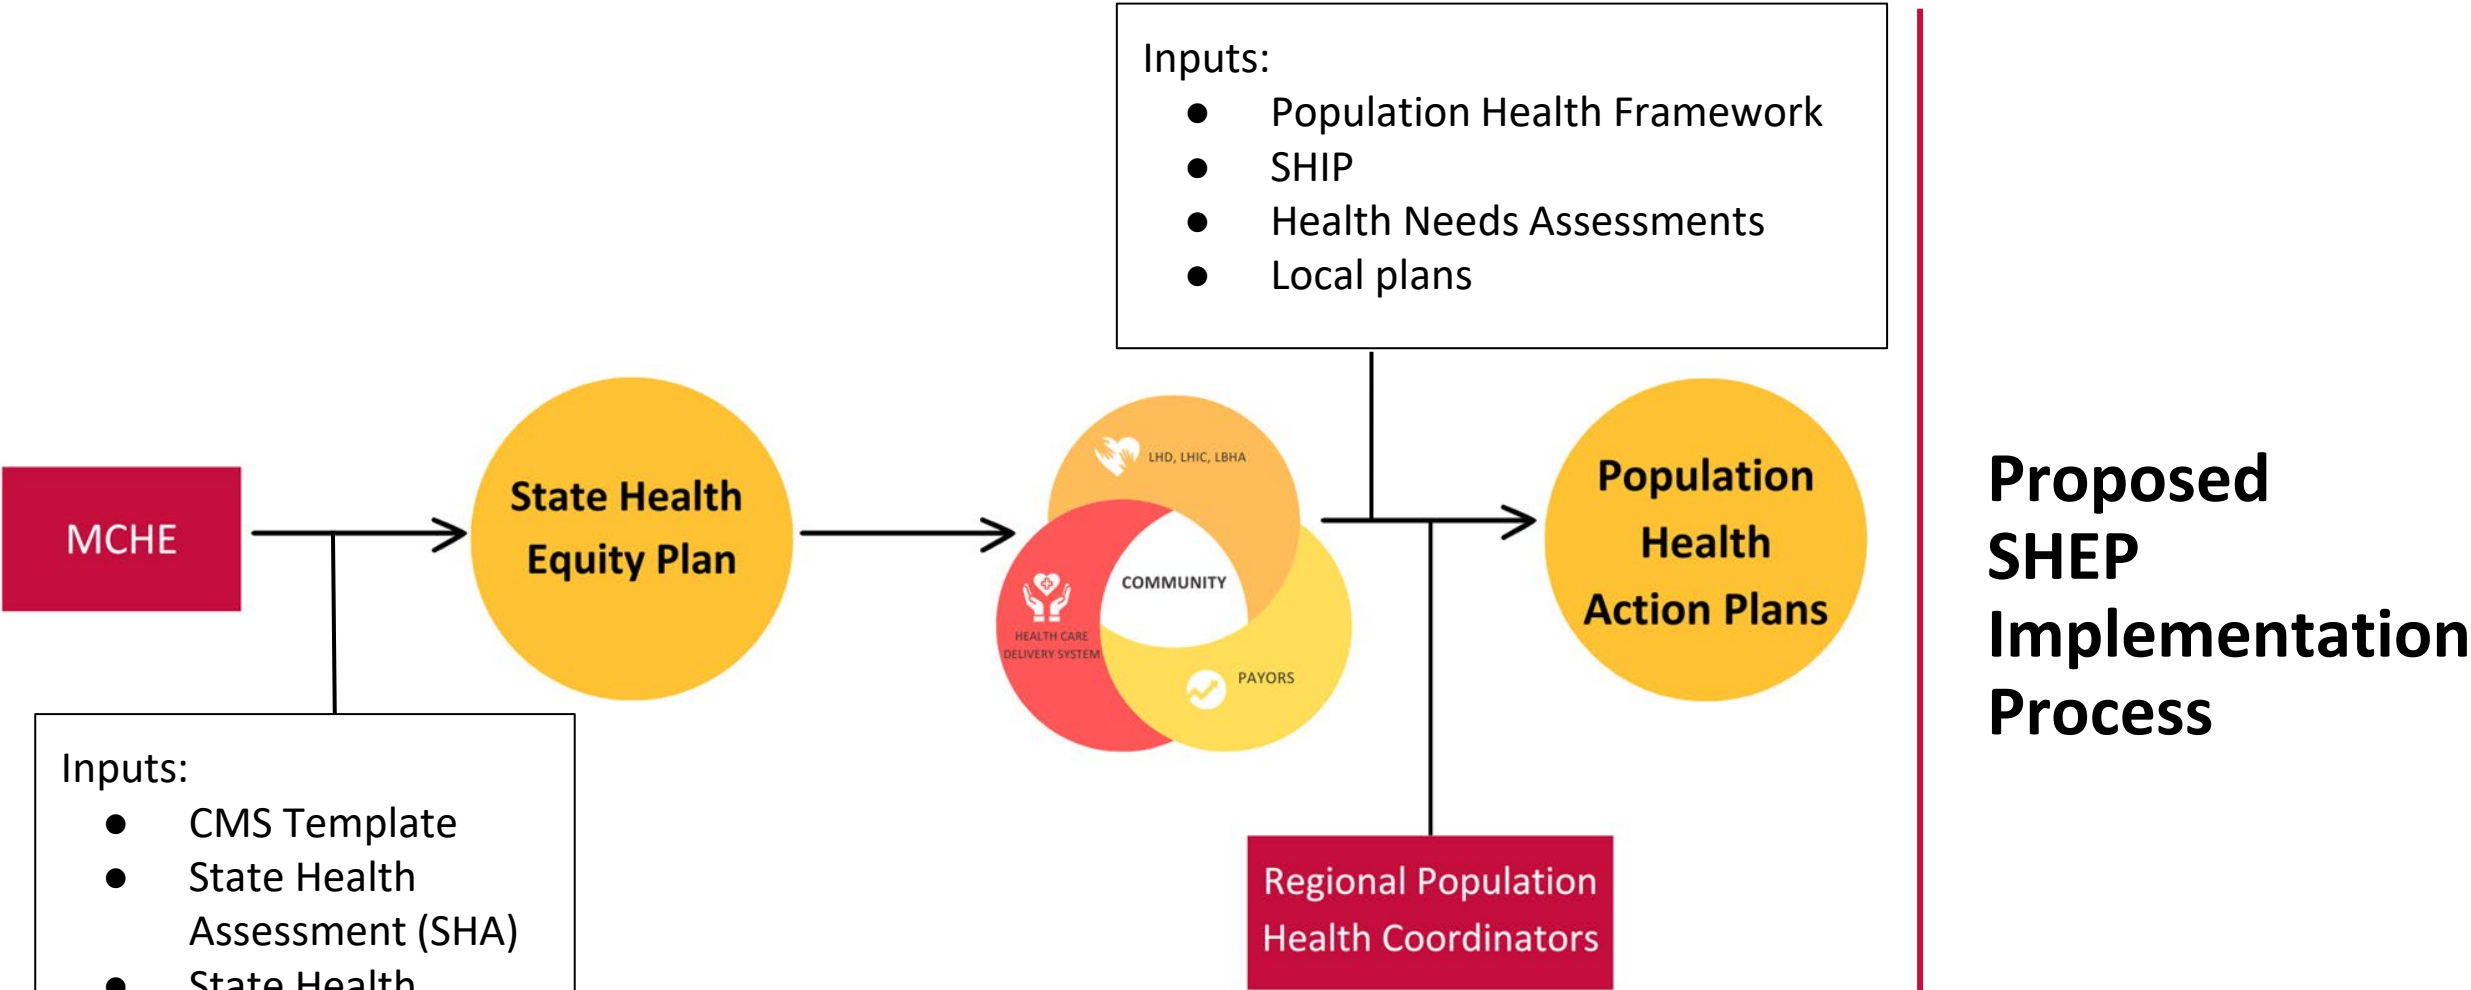 Inputs:
● Population Health Framework
● SHIP
● Health Needs Assessments
● Local plans
MCHE
State Health
Equity Plan
LHD, LHIC, LBHA
COMMUNITY
HEALTH CARE
DELIVERY SYSTEM
PAYORS
Population
Health
Action Plans
Proposed
SHEP
Implementation
Process
Inputs:
● CMS Template
● State Health
Assessment (SHA)
● State Health
Regional Population
Health Coordinators